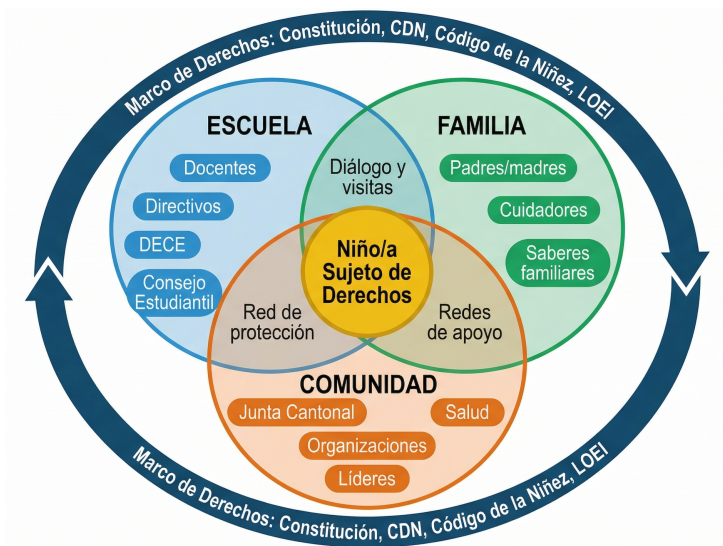 Marco de Derechos: Constitución, CDN, Código de la Niñez, LOEI
ESCUELA
Docentes
Directivos
DECE
Consejo
Estudiantil
Diálogo y
visitas
FAMILIA
Padres/madres
Cuidadores
Saberes
familiares
Niño/a
Sujeto de
Derechos
Red de
protección
Redes
de apoyo
COMUNIDAD
Junta Cantonal
Salud
Organizaciones
Líderes
Marco de Derechos: Constitución, CDN, Código de la Niñez, LOEI